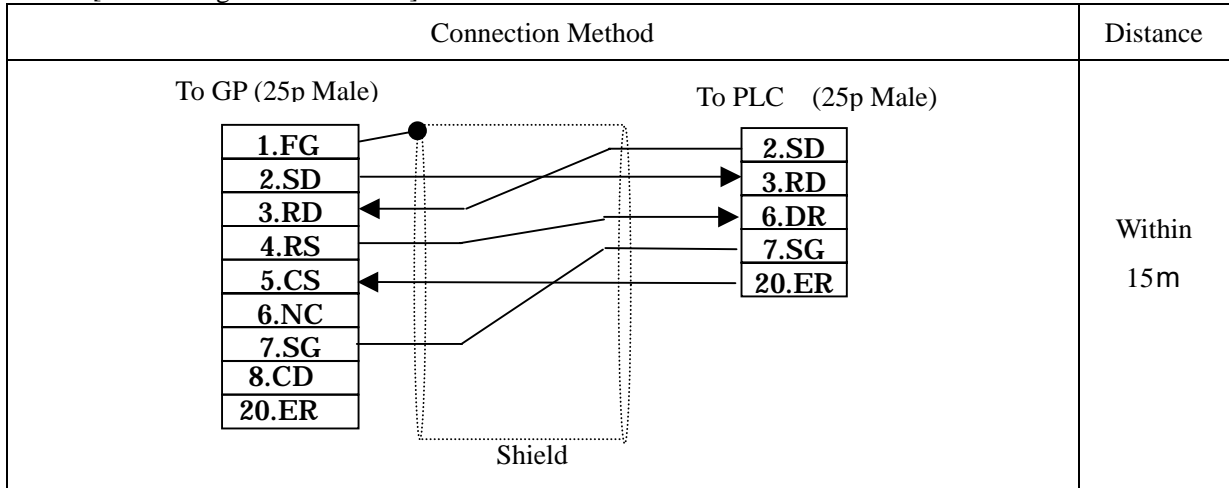 Connection Method
Distance
To GP (25p Male)
To PLC (25p Male)
1.FG
2.SD
3.RD
4.RS
5.CS
6.NC
7.SG
8.CD
20.ER
2.SD
3.RD
6.DR
7.SG
20.ER
Shield
Within
15m